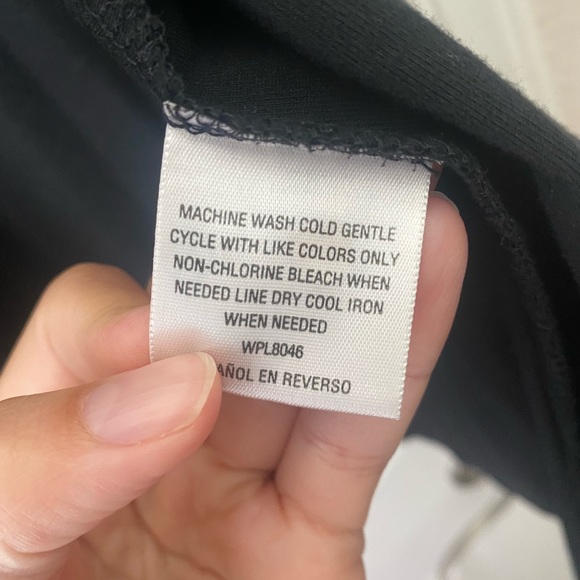 MACHINE WASH COLD GENTLE
CYCLE WITH LIKE COLORS ONLY
NON-CHLORINE BLEACH WHEN
NEEDED LINE DRY COOL IRON
WHEN NEEDED
WPL8046
AÑOL EN REVERSO